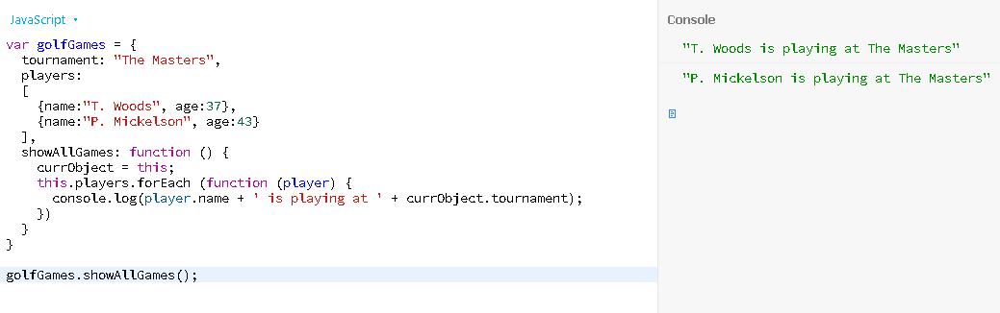 JavaScript
var golfGames = {
  tournament: "The Masters",
  players:
  [
    {name:"T. Woods", age:37},
    {name:"P. Mickelson", age:43}
  ],
  showAllGames: function () {
    currObject = this;
    this.players.forEach (function (player) {
      console.log(player.name + ' is playing at ' + currObject.tournament);
    })
  }
}
golfGames.showAllGames();
Console
"T. Woods is playing at The Masters"
"P. Mickelson is playing at The Masters"